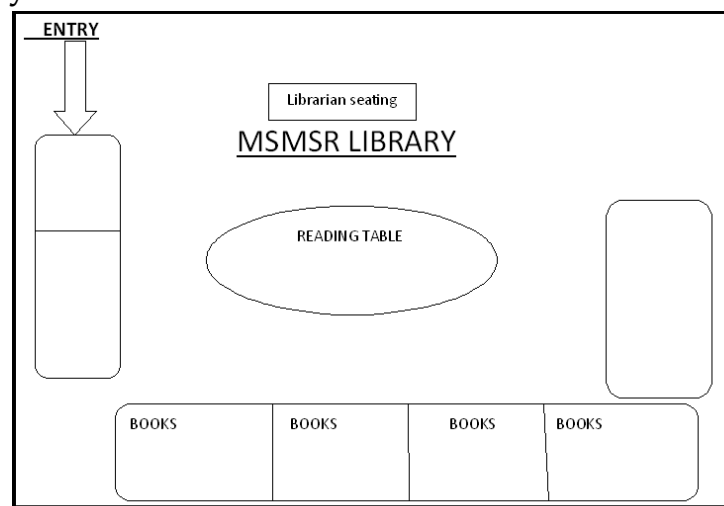 ENTRY
Librarian seating
MSMSR LIBRARY
READING TABLE
BOOKS BOOKS BOOKS BOOKS